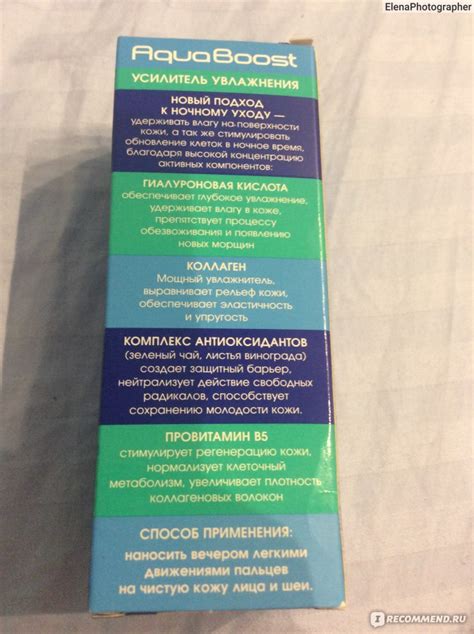 ElenaPhotographer
AquaBoost
УСИЛИТЕЛЬ УВЛАЖНЕНИЯ
НОВЫЙ ПОДХОД
К НОЧНОМУ УХОДУ —
удерживать влагу на поверхности
кожи, а так же стимулировать
обновление клеток в ночное время,
благодаря высокой концентрацию
активных компонентов:
ГИАЛУРОНОВАЯ КИСЛОТА
обеспечивает глубокое увлажнение,
удерживает влагу в коже,
препятствует процессу
обезвоживания и появлению
новых морщин
КОЛЛАГЕН
Мощный увлажнитель,
выравнивает рельеф кожи,
обеспечивает эластичность
и упругость
КОМПЛЕКС АНТИОКСИДАНТОВ
(зеленый чай, листья винограда)
создает защитный барьер,
нейтрализует действие свободных
радикалов, способствует
сохранению молодости кожи.
ПРОВИТАМИН В5
стимулирует регенерацию кожи,
нормализует клеточный
метаболизм, увеличивает плотность
коллагеновых волокон
СПОСОБ ПРИМЕНЕНИЯ:
наносить вечером легкими
движениями пальцев
на чистую кожу лица и шеи.
IRECOMMEND.RU